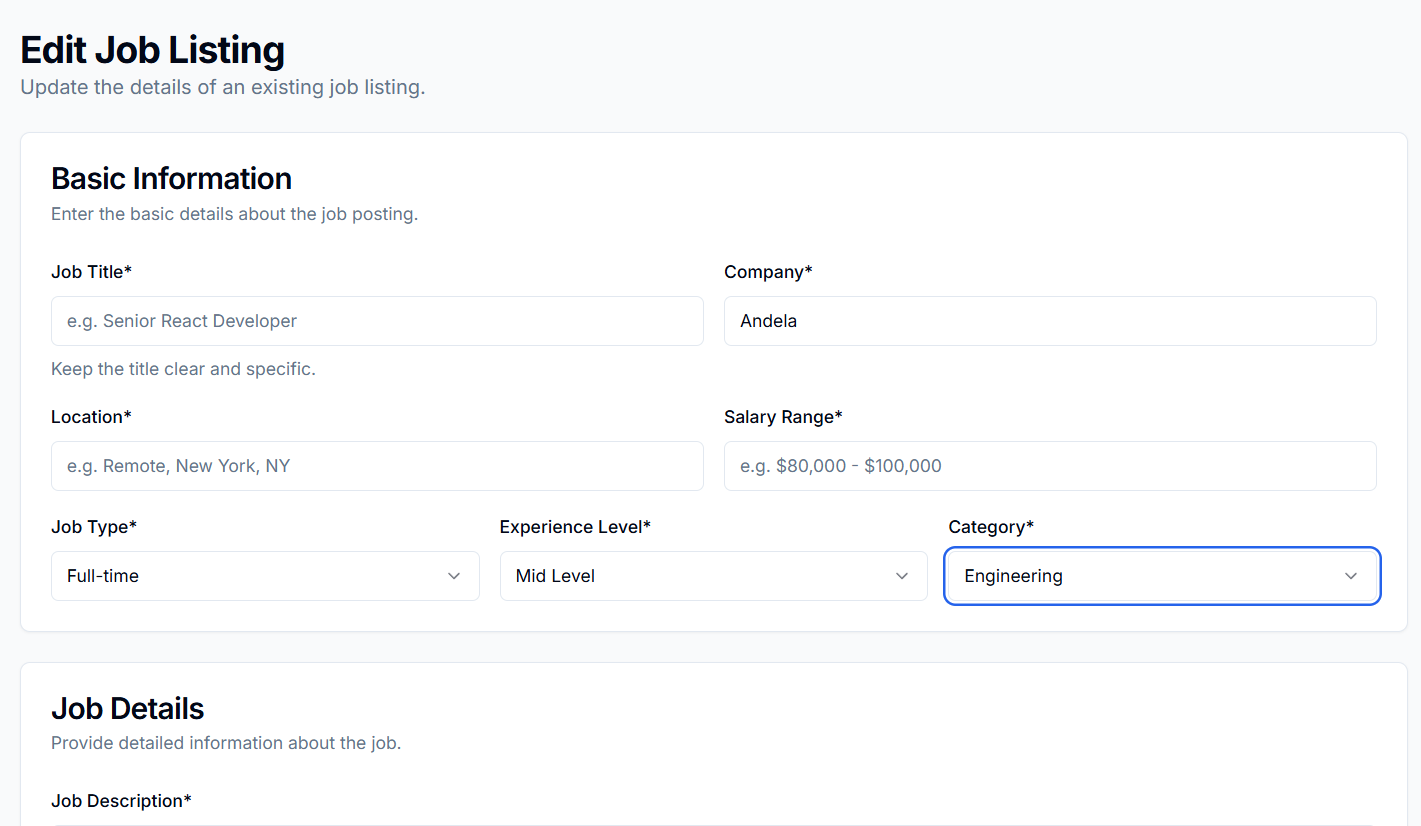 Edit Job Listing
Update the details of an existing job listing.
Basic Information
Enter the basic details about the job posting.
Job Title*
Company*
e.g. Senior React Developer
Andela
Keep the title clear and specific.
Location*
Salary Range*
e.g. Remote, New York, NY
e.g. $80,000 - $100,000
Job Type*
Experience Level*
Category*
Full-time
Mid Level
Engineering
Job Details
Provide detailed information about the job.
Job Description*